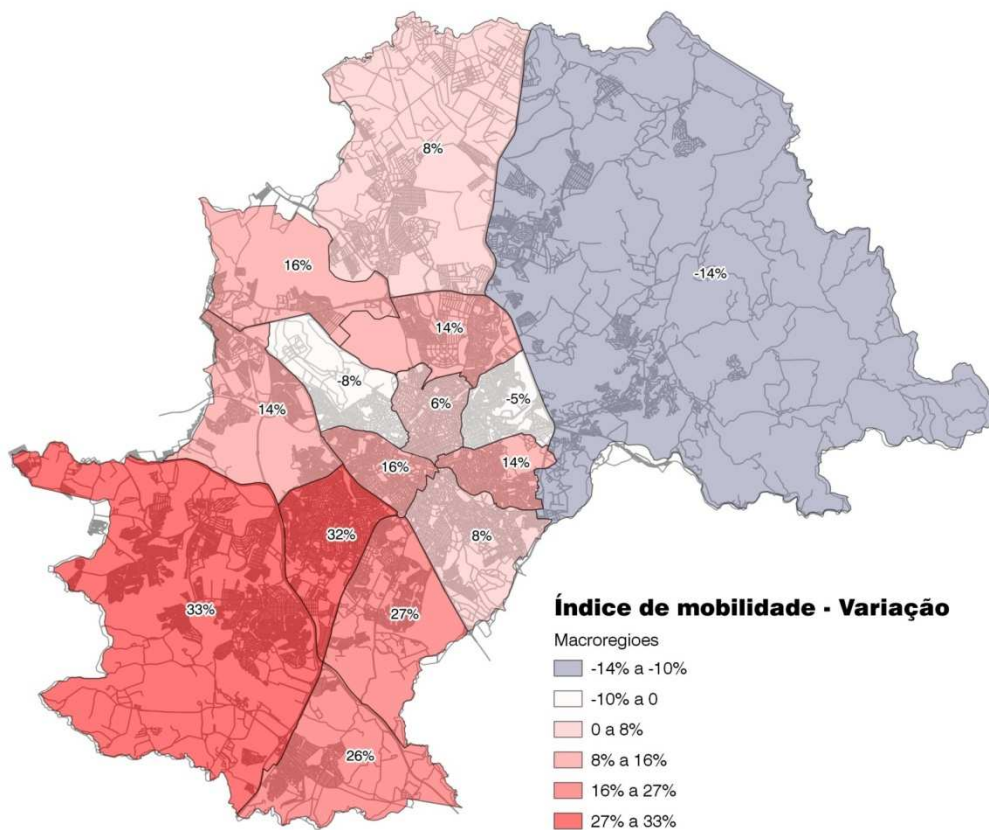 8%
16%
-14%
14%
-8%
6%
-5%
14%
16%
14%
32%
8%
33%
27%
26%
Índice de mobilidade - Variação
Macroregioes
-14% a -10%
-10% a 0
0 a 8%
8% a 16%
16% a 27%
27% a 33%